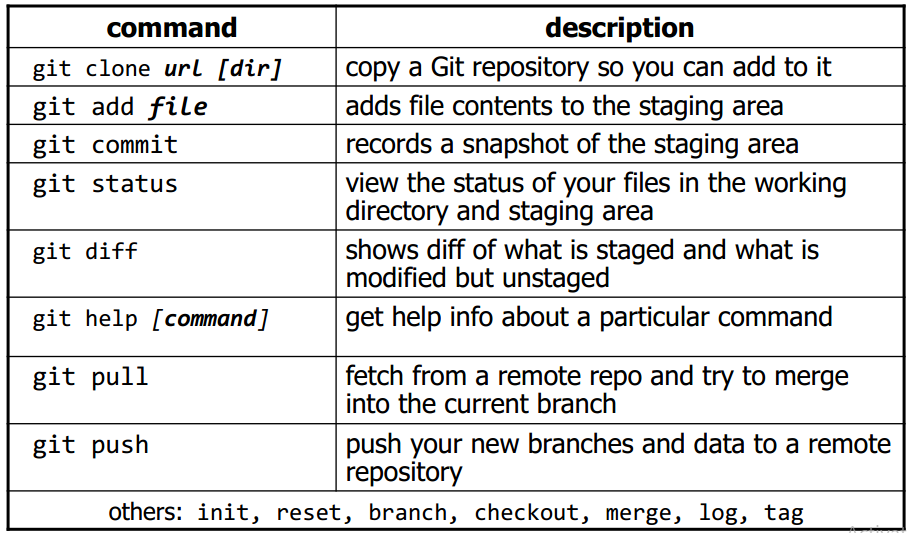 command description
git clone url [dir] copy a Git repository so you can add to it
git add file adds file contents to the staging area
git commit records a snapshot of the staging area
git status view the status of your files in the working
directory and staging area
git diff shows diff of what is staged and what is
modified but unstaged
git help [command] get help info about a particular command
git pull fetch from a remote repo and try to merge
into the current branch
git push push your new branches and data to a remote
repository
others: init, reset, branch, checkout, merge, log, tag